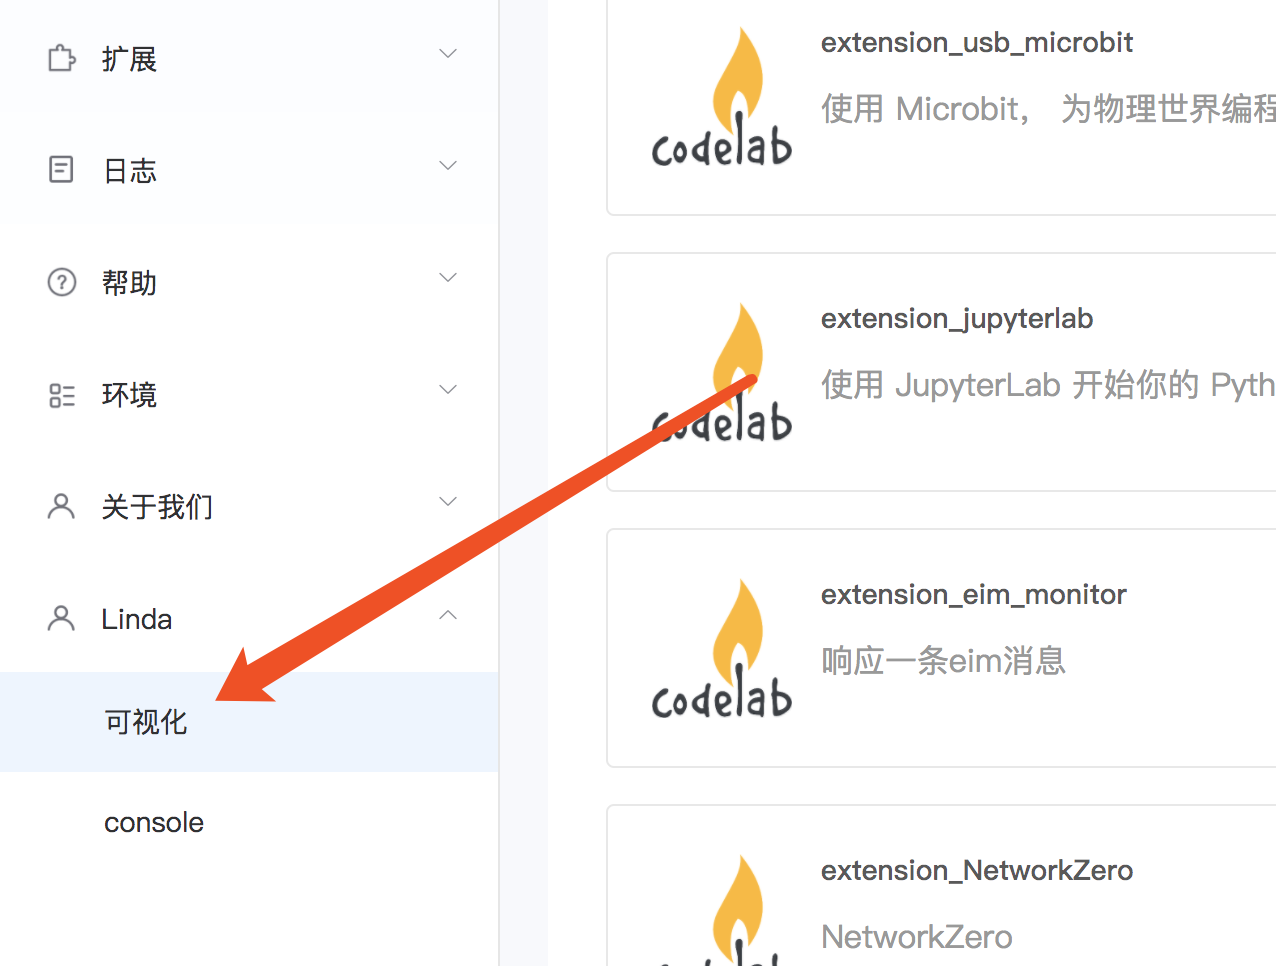 扩展
日志
帮助
环境
关于我们
Linda
可视化
console
codelab
extension_usb_microbit
使用 Microbit， 为物理世界编程
codelab
extension_jupyterlab
使用 JupyterLab 开始你的 Pyth
codelab
extension_eim_monitor
响应一条eim消息
extension_NetworkZero
NetworkZero